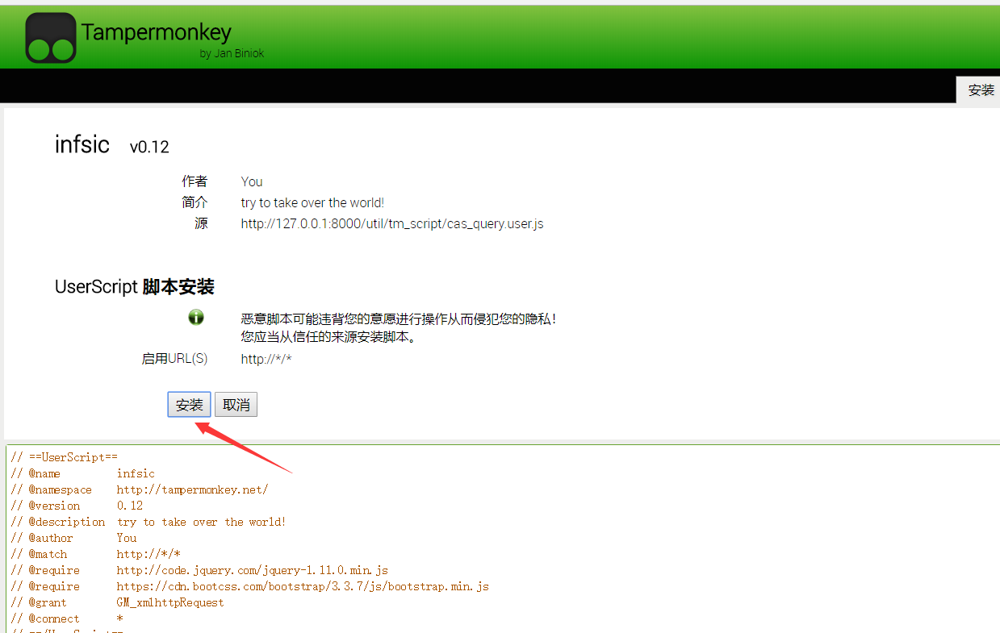 Tampermonkey
by Jan Biniok
安装
infsic v0.12
作者 You
简介 try to take over the world!
源 http://127.0.0.1:8000/util/tm_script/cas_query.user.js
UserScript 脚本安装
恶意脚本可能违背您的意愿进行操作从而侵犯您的隐私!
您应当从信任的来源安装脚本。
启用URL(S) http://*/*
安装 取消
// ==UserScript==
// @name infsic
// @namespace http://tampermonkey.net/
// @version 0.12
// @description try to take over the world!
// @author You
// @match http://*/*
// @require http://code.jquery.com/jquery-1.11.0.min.js
// @require https://cdn.bootcss.com/bootstrap/3.3.7/js/bootstrap.min.js
// @grant GM_xmlhttpRequest
// @connect *
// ==/UserScript==